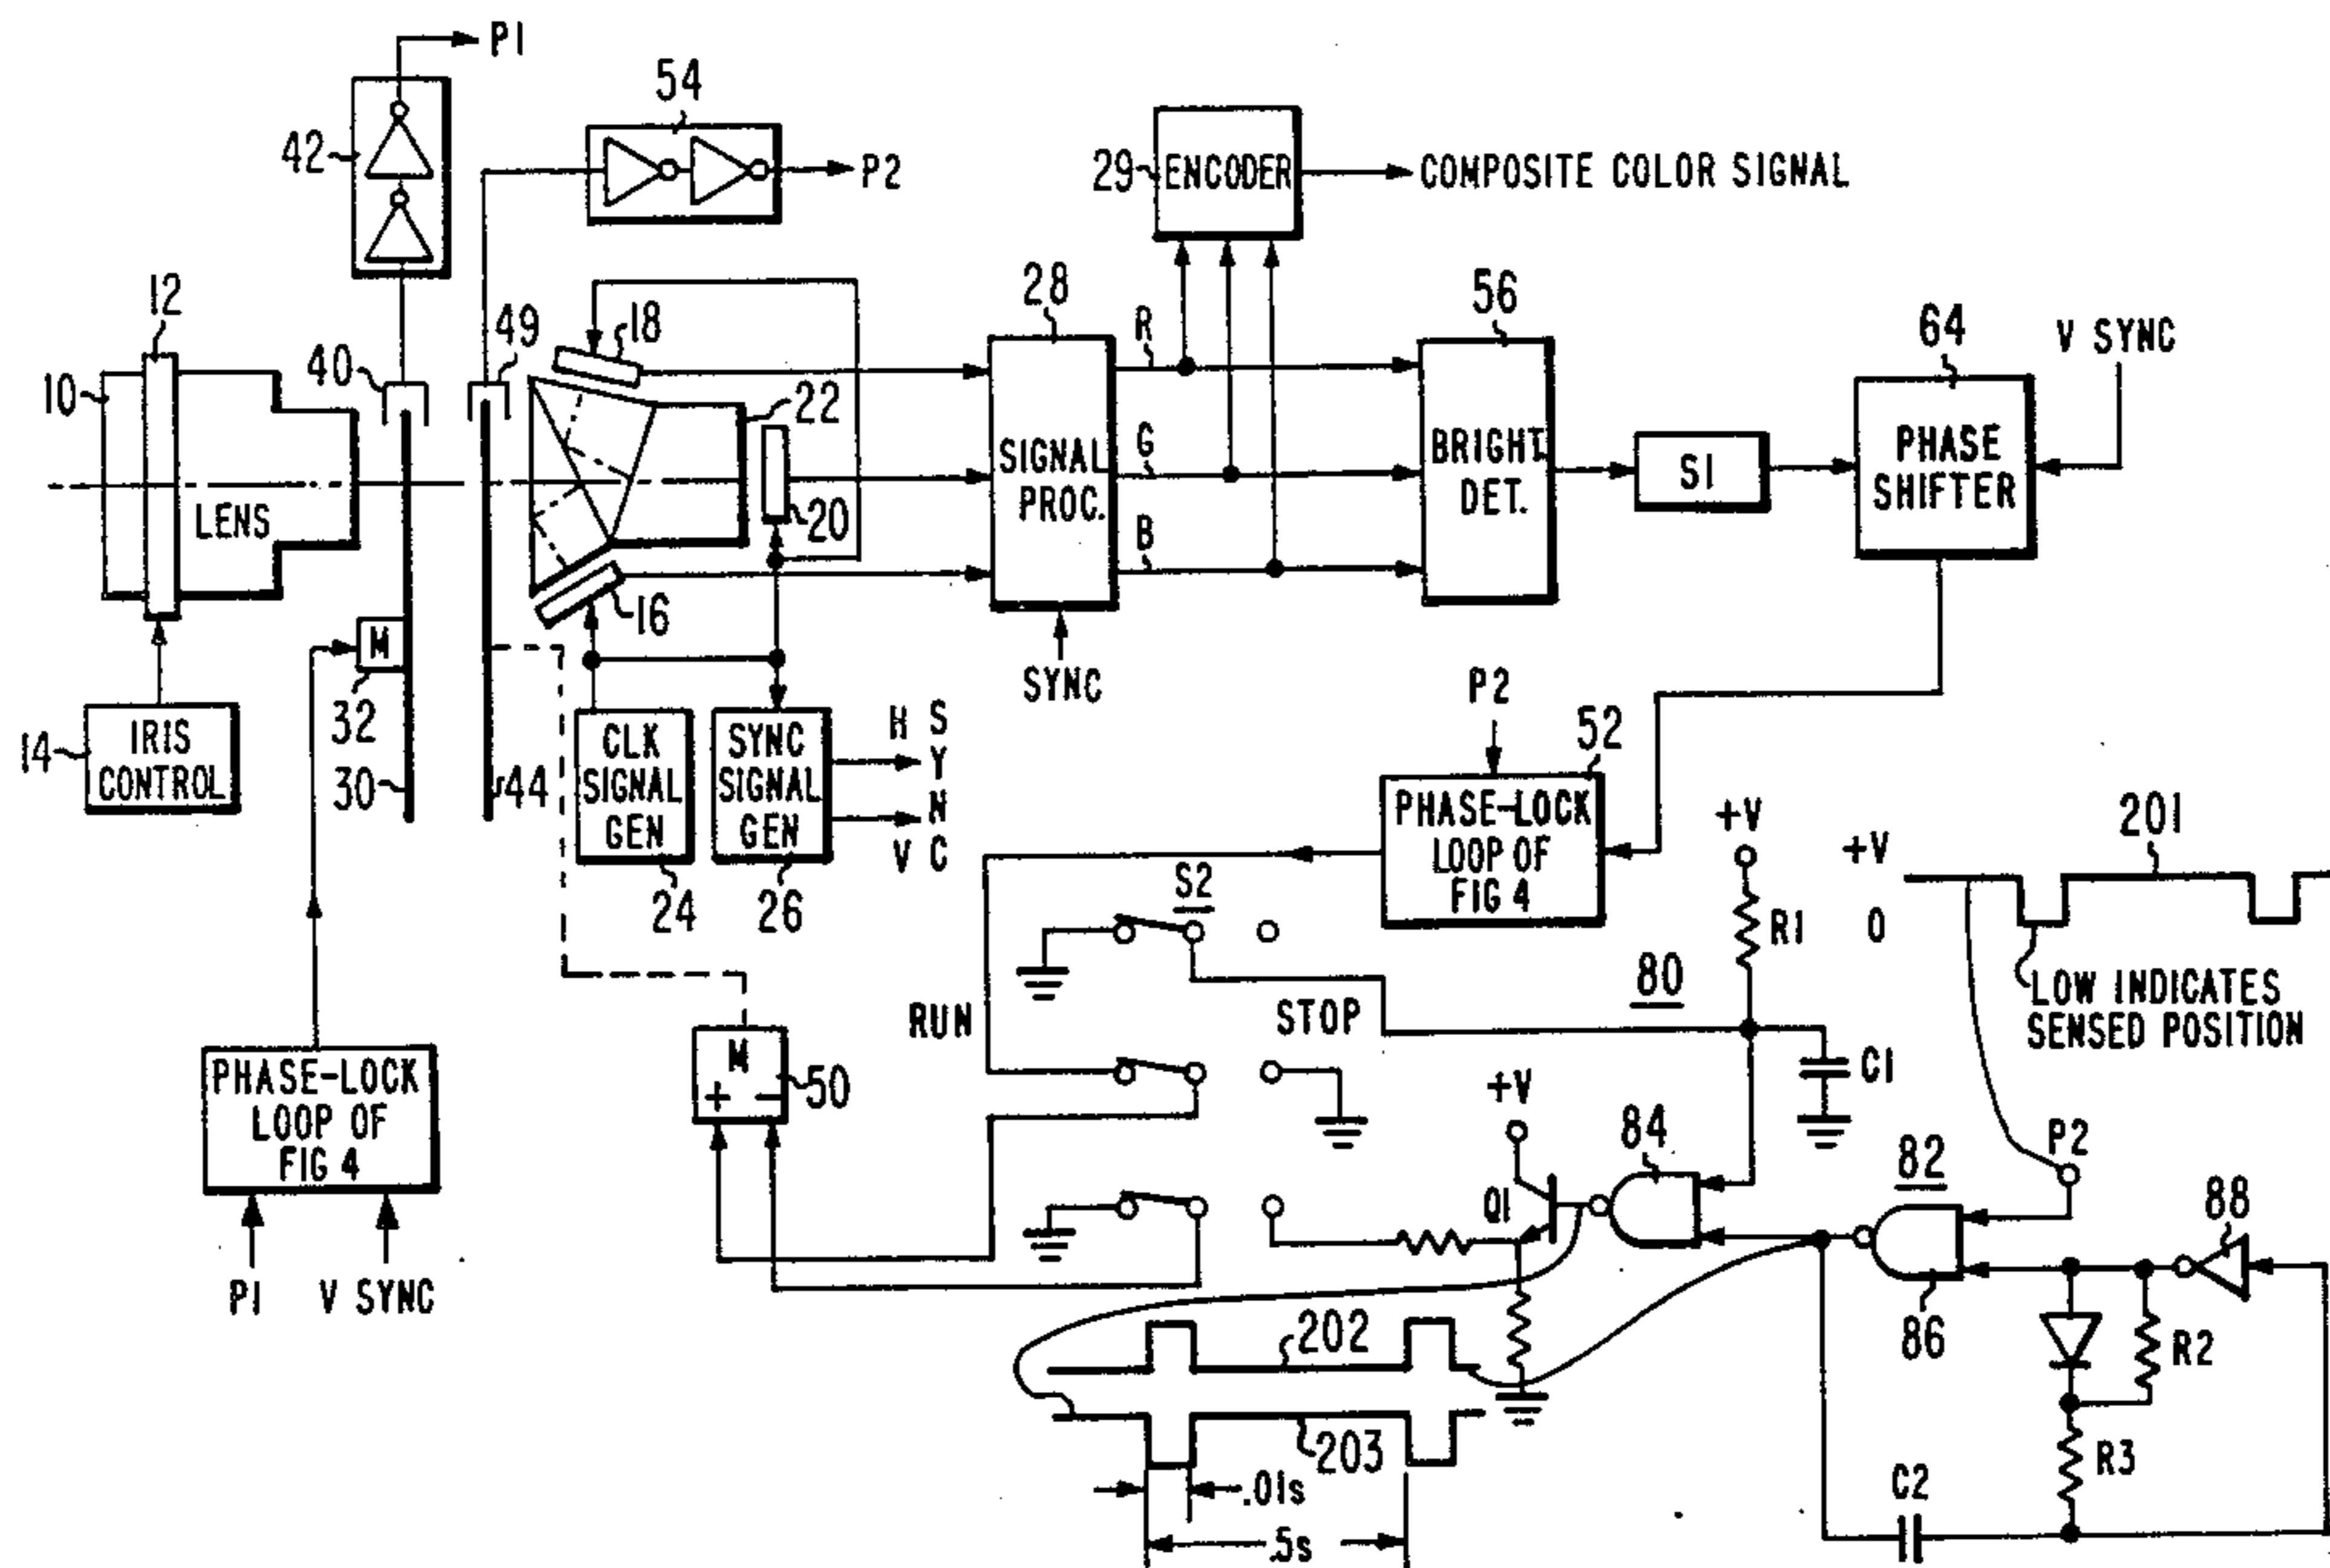 P1
54
42
P2
29
ENCODER
COMPOSITE COLOR SIGNAL
12
49
18
28
56
64
V SYNC
10
40
22
R
G
B
SIGNAL
PROC.
BRIGHT.
DET.
S1
PHASE
SHIFTER
LENS
20
16
M
32
SYNC
P2
52
14
IRIS
CONTROL
30
44
CLK
SIGNAL
GEN
SYNC
SIGNAL
GEN
H S
Y
N
V C
24
26
S2
PHASE-LOCK
LOOP OF
FIG 4
+V
R1
+V
0
201
LOW INDICATES
SENSED POSITION
RUN
STOP
80
C1
PHASE-LOCK
LOOP OF
FIG 4
M
+ -
50
+V
Q1
84
82
P2
88
86
P1
V SYNC
202
203
R2
R3
C2
.01s
.5s